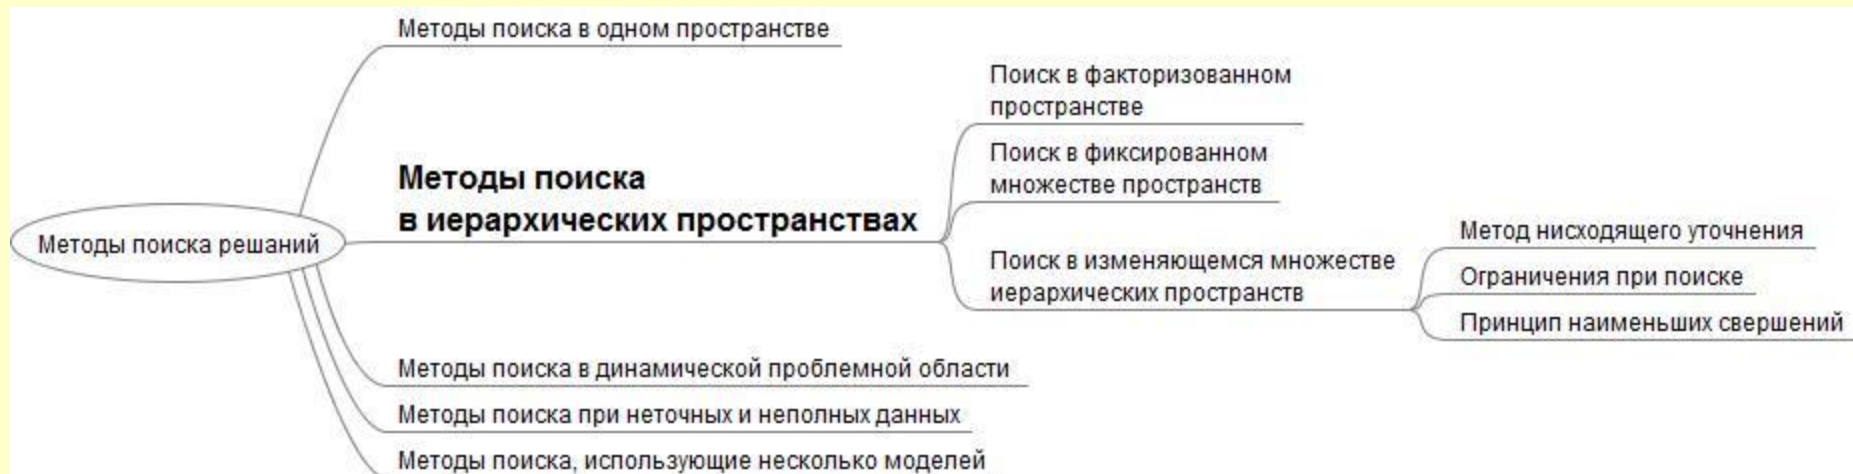 Методы поиска решаний
Методы поиска в одном пространстве
Методы поиска
в иерархических пространствах
Поиск в факторизованном
пространстве
Поиск в фиксированном
множестве пространств
Поиск в изменяющемся множестве
иерархических пространств
Метод нисходящего уточнения
Ограничения при поиске
Принцип наименьших свершений
Методы поиска в динамической проблемной области
Методы поиска при неточных и неполных данных
Методы поиска, использующие несколько моделей